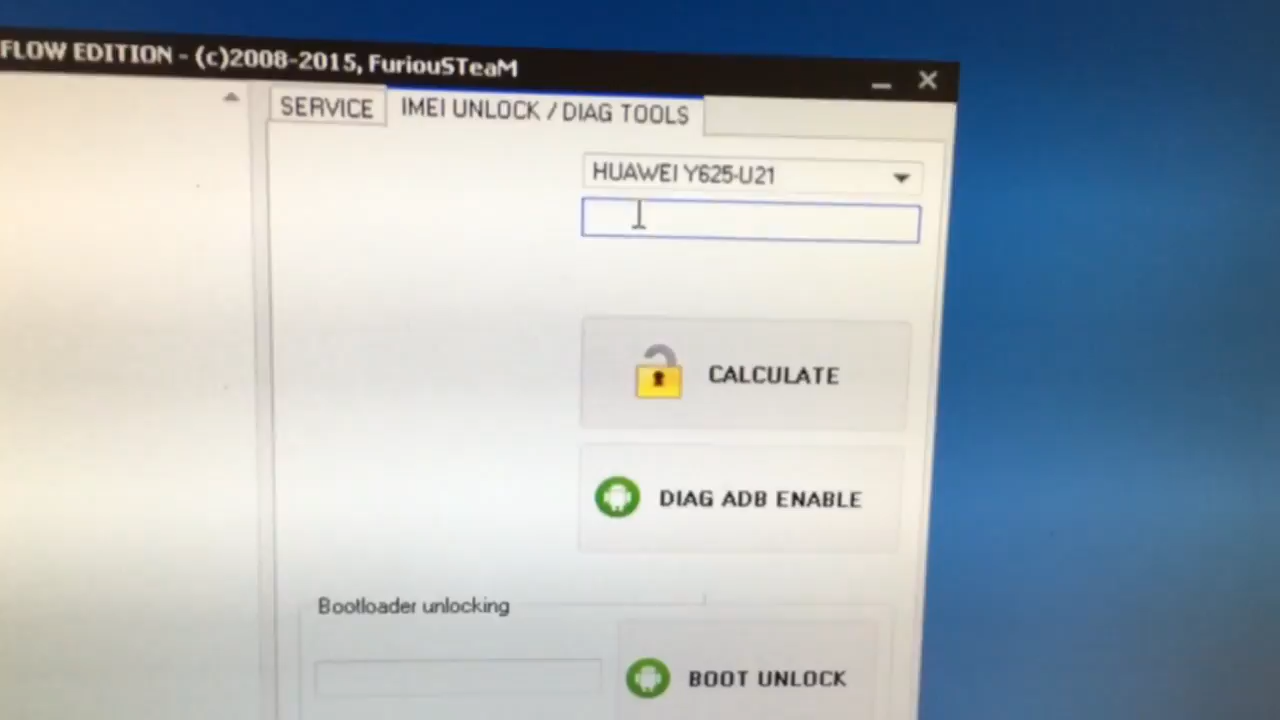 FLOW EDITION - (c)2008-2015, FuriouSTeaM
SERVICE
IMEI UNLOCK / DIAG TOOLS
HUAWEI Y625-U21
CALCULATE
DIAG ADB ENABLE
Bootloader unlocking
BOOT UNLOCK